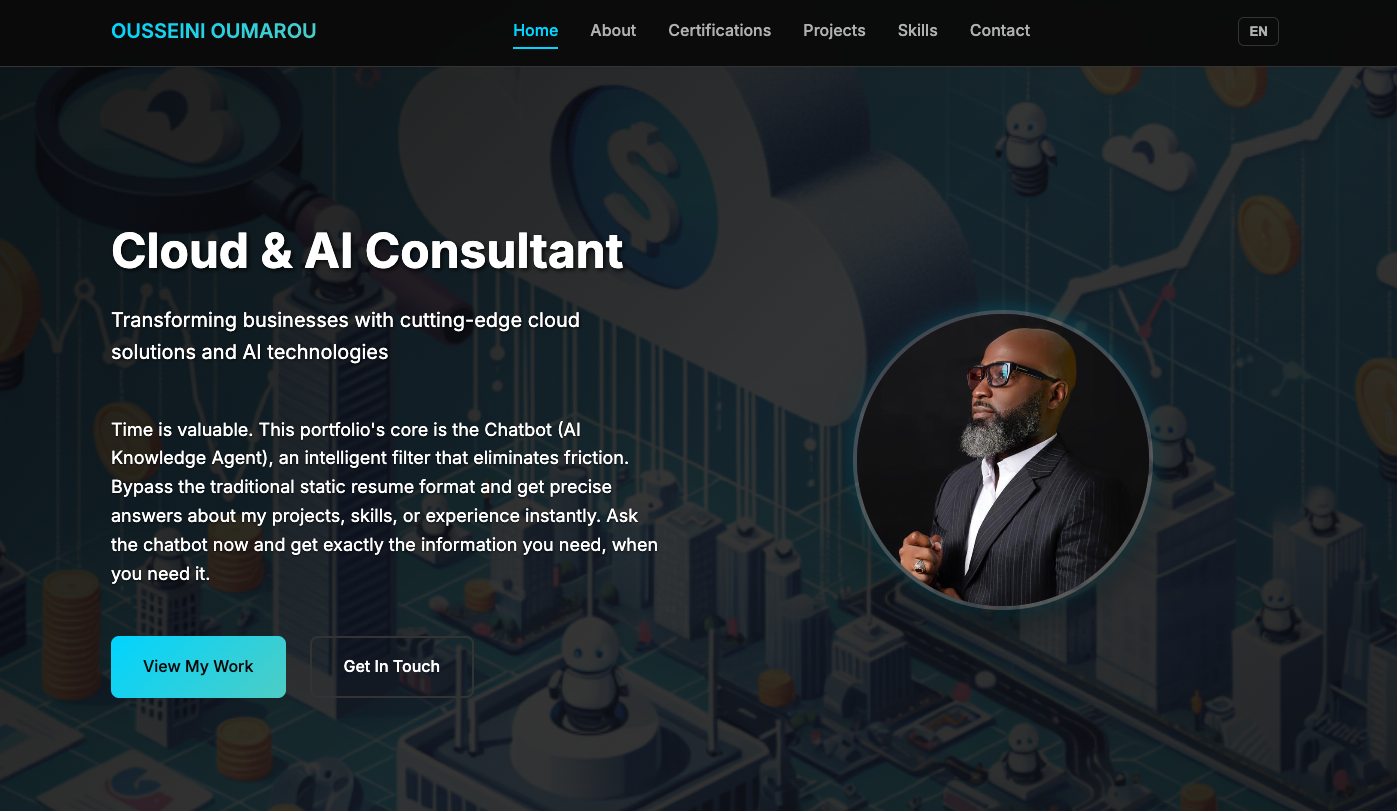 OUSSEINI OUMAROU
Home About Certifications Projects Skills Contact
EN
Cloud & AI Consultant
Transforming businesses with cutting-edge cloud
solutions and AI technologies
Time is valuable. This portfolio's core is the Chatbot (AI
Knowledge Agent), an intelligent filter that eliminates friction.
Bypass the traditional static resume format and get precise
answers about my projects, skills, or experience instantly. Ask
the chatbot now and get exactly the information you need, when
you need it.
View My Work
Get In Touch
$